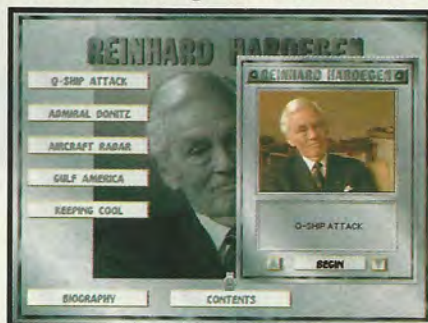 REINHARD HARDEGEN
Q-SHIP ATTACK
ADMIRAL DONITZ
AIRCRAFT RADAR
GULF AMERICA
KEEPING COOL
BIOGRAPHY
CONTENTS
REINHARD HARDEGEN
Q-SHIP ATTACK
BEGIN